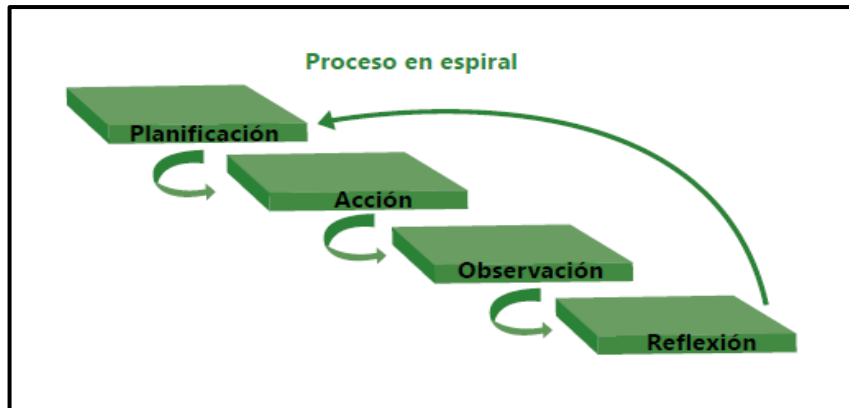 Proceso en espiral
Planificación
Acción
Observación
Reflexión